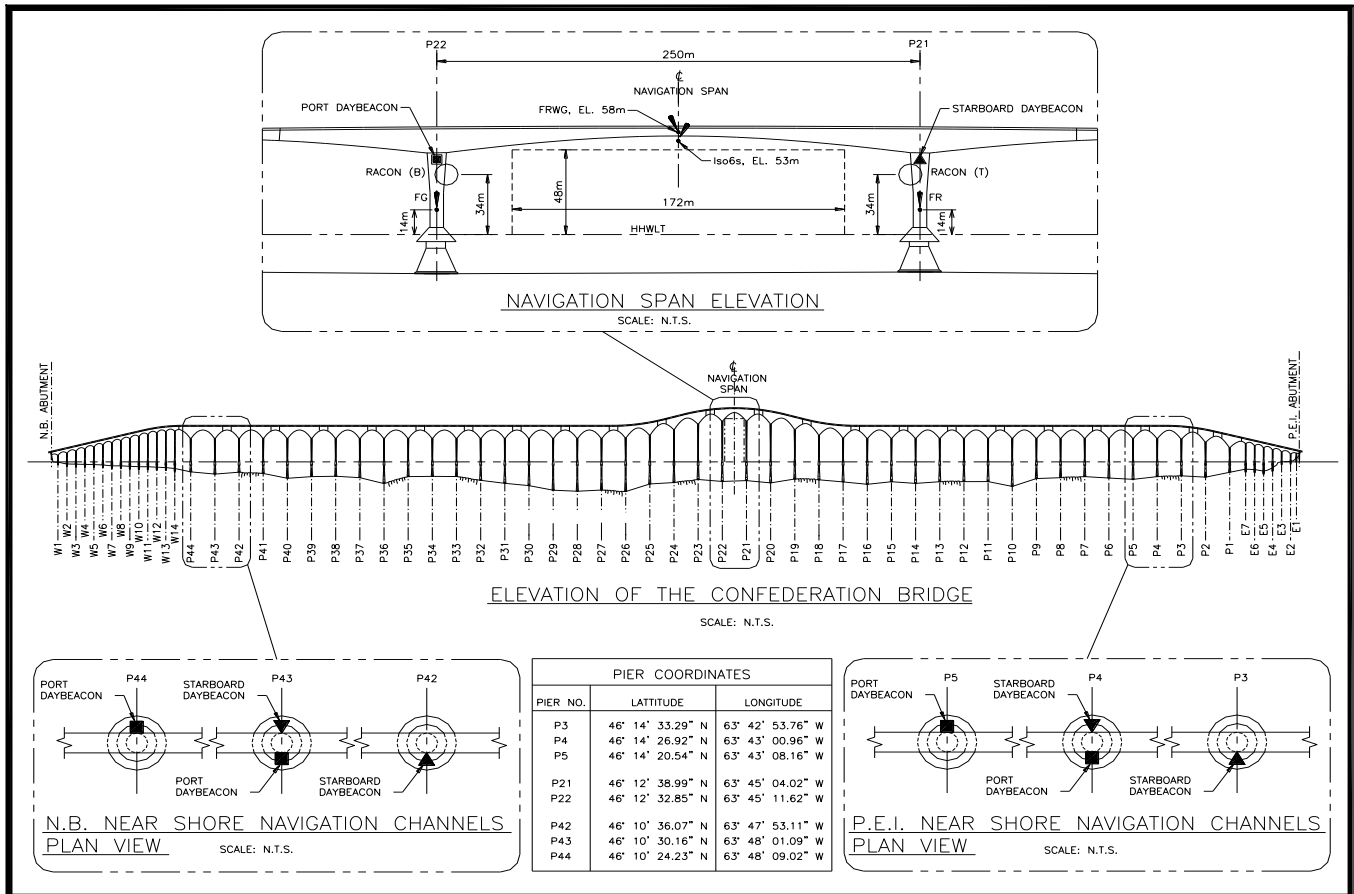 P22
P21
250m
℄
NAVIGATION SPAN
PORT DAYBEACON
STARBOARD DAYBEACON
FRWG, EL. 58m
Iso6s, EL. 53m
RACON (B)
RACON (T)
FG
FR
34m
34m
48m
172m
14m
14m
HHWLT
NAVIGATION SPAN ELEVATION
SCALE: N.T.S.
N.B. ABUTMENT
℄
NAVIGATION
SPAN
P.E.I. ABUTMENT
W1
W2
W3
W4
W5
W6
W7
W8
W9
W10
W11
W12
W13
W14
P44
P43
P42
P41
P40
P39
P38
P37
P36
P35
P34
P33
P32
P31
P30
P29
P28
P27
P26
P25
P24
P23
P22
P21
P20
P19
P18
P17
P16
P15
P14
P13
P12
P11
P10
P9
P8
P7
P6
P5
P4
P3
P2
P1
E7
E6
E5
E4
E3
E2
E1
ELEVATION OF THE CONFEDERATION BRIDGE
SCALE: N.T.S.
PORT
DAYBEACON
P44
STARBOARD
DAYBEACON
P43
P42
PORT
DAYBEACON
STARBOARD
DAYBEACON
N.B. NEAR SHORE NAVIGATION CHANNELS
PLAN VIEW
SCALE: N.T.S.
PIER COORDINATES
PIER NO. LATTITUDE LONGITUDE
P3 46° 14' 33.29" N 63° 42' 53.76" W
P4 46° 14' 26.92" N 63° 43' 00.96" W
P5 46° 14' 20.54" N 63° 43' 08.16" W
P21 46° 12' 38.99" N 63° 45' 04.02" W
P22 46° 12' 32.85" N 63° 45' 11.62" W
P42 46° 10' 36.07" N 63° 47' 53.11" W
P43 46° 10' 30.16" N 63° 48' 01.09" W
P44 46° 10' 24.23" N 63° 48' 09.02" W
PORT
DAYBEACON
P5
STARBOARD
DAYBEACON
P4
P3
PORT
DAYBEACON
STARBOARD
DAYBEACON
P.E.I. NEAR SHORE NAVIGATION CHANNELS
PLAN VIEW
SCALE: N.T.S.